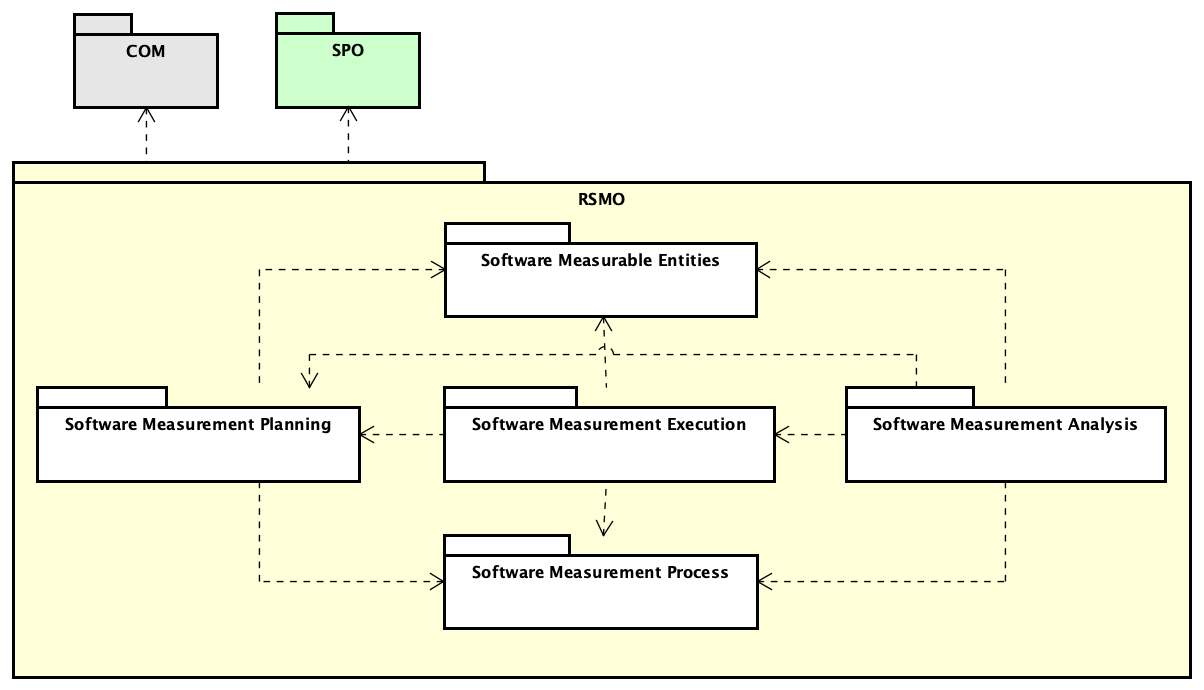 COM
SPO
RSMO
Software Measurable Entities
Software Measurement Planning
Software Measurement Execution
Software Measurement Analysis
Software Measurement Process